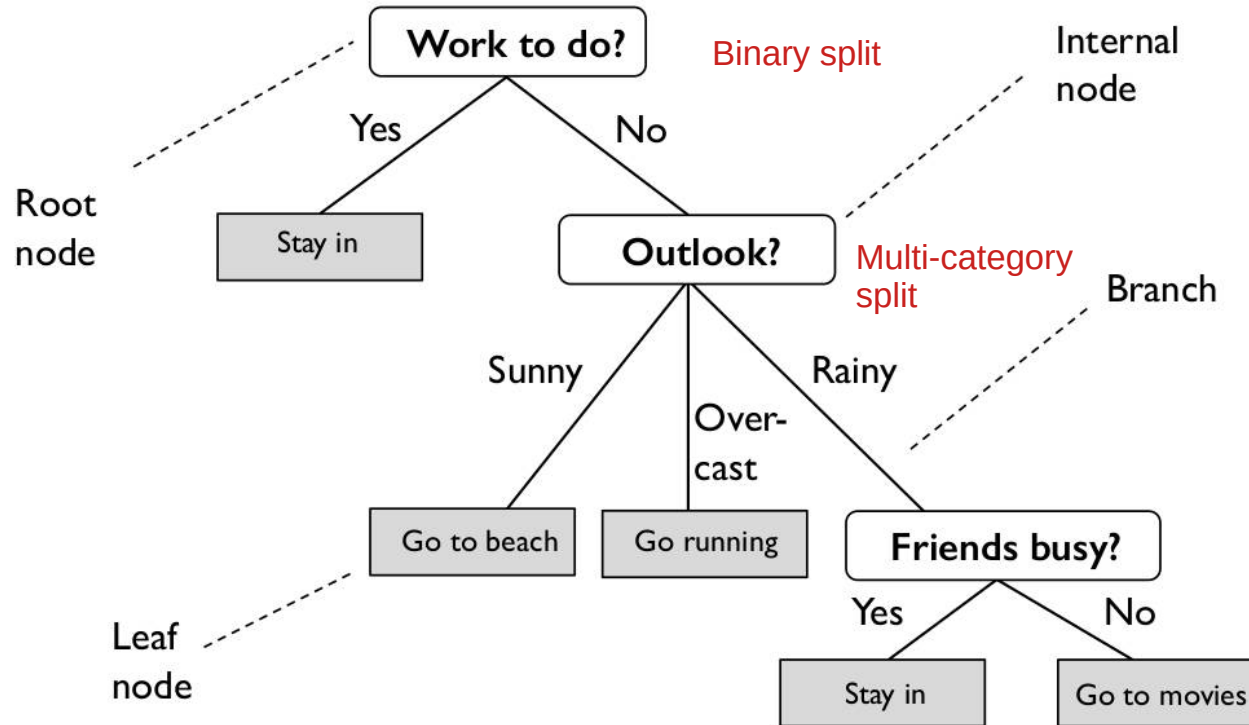 Work to do?
Binary split
Internal
node
Yes
No
Root
node
Stay in
Outlook?
Multi-category
split
Branch
Sunny
Rainy
Over-
cast
Go to beach
Go running
Friends busy?
Yes
No
Leaf
node
Stay in
Go to movies